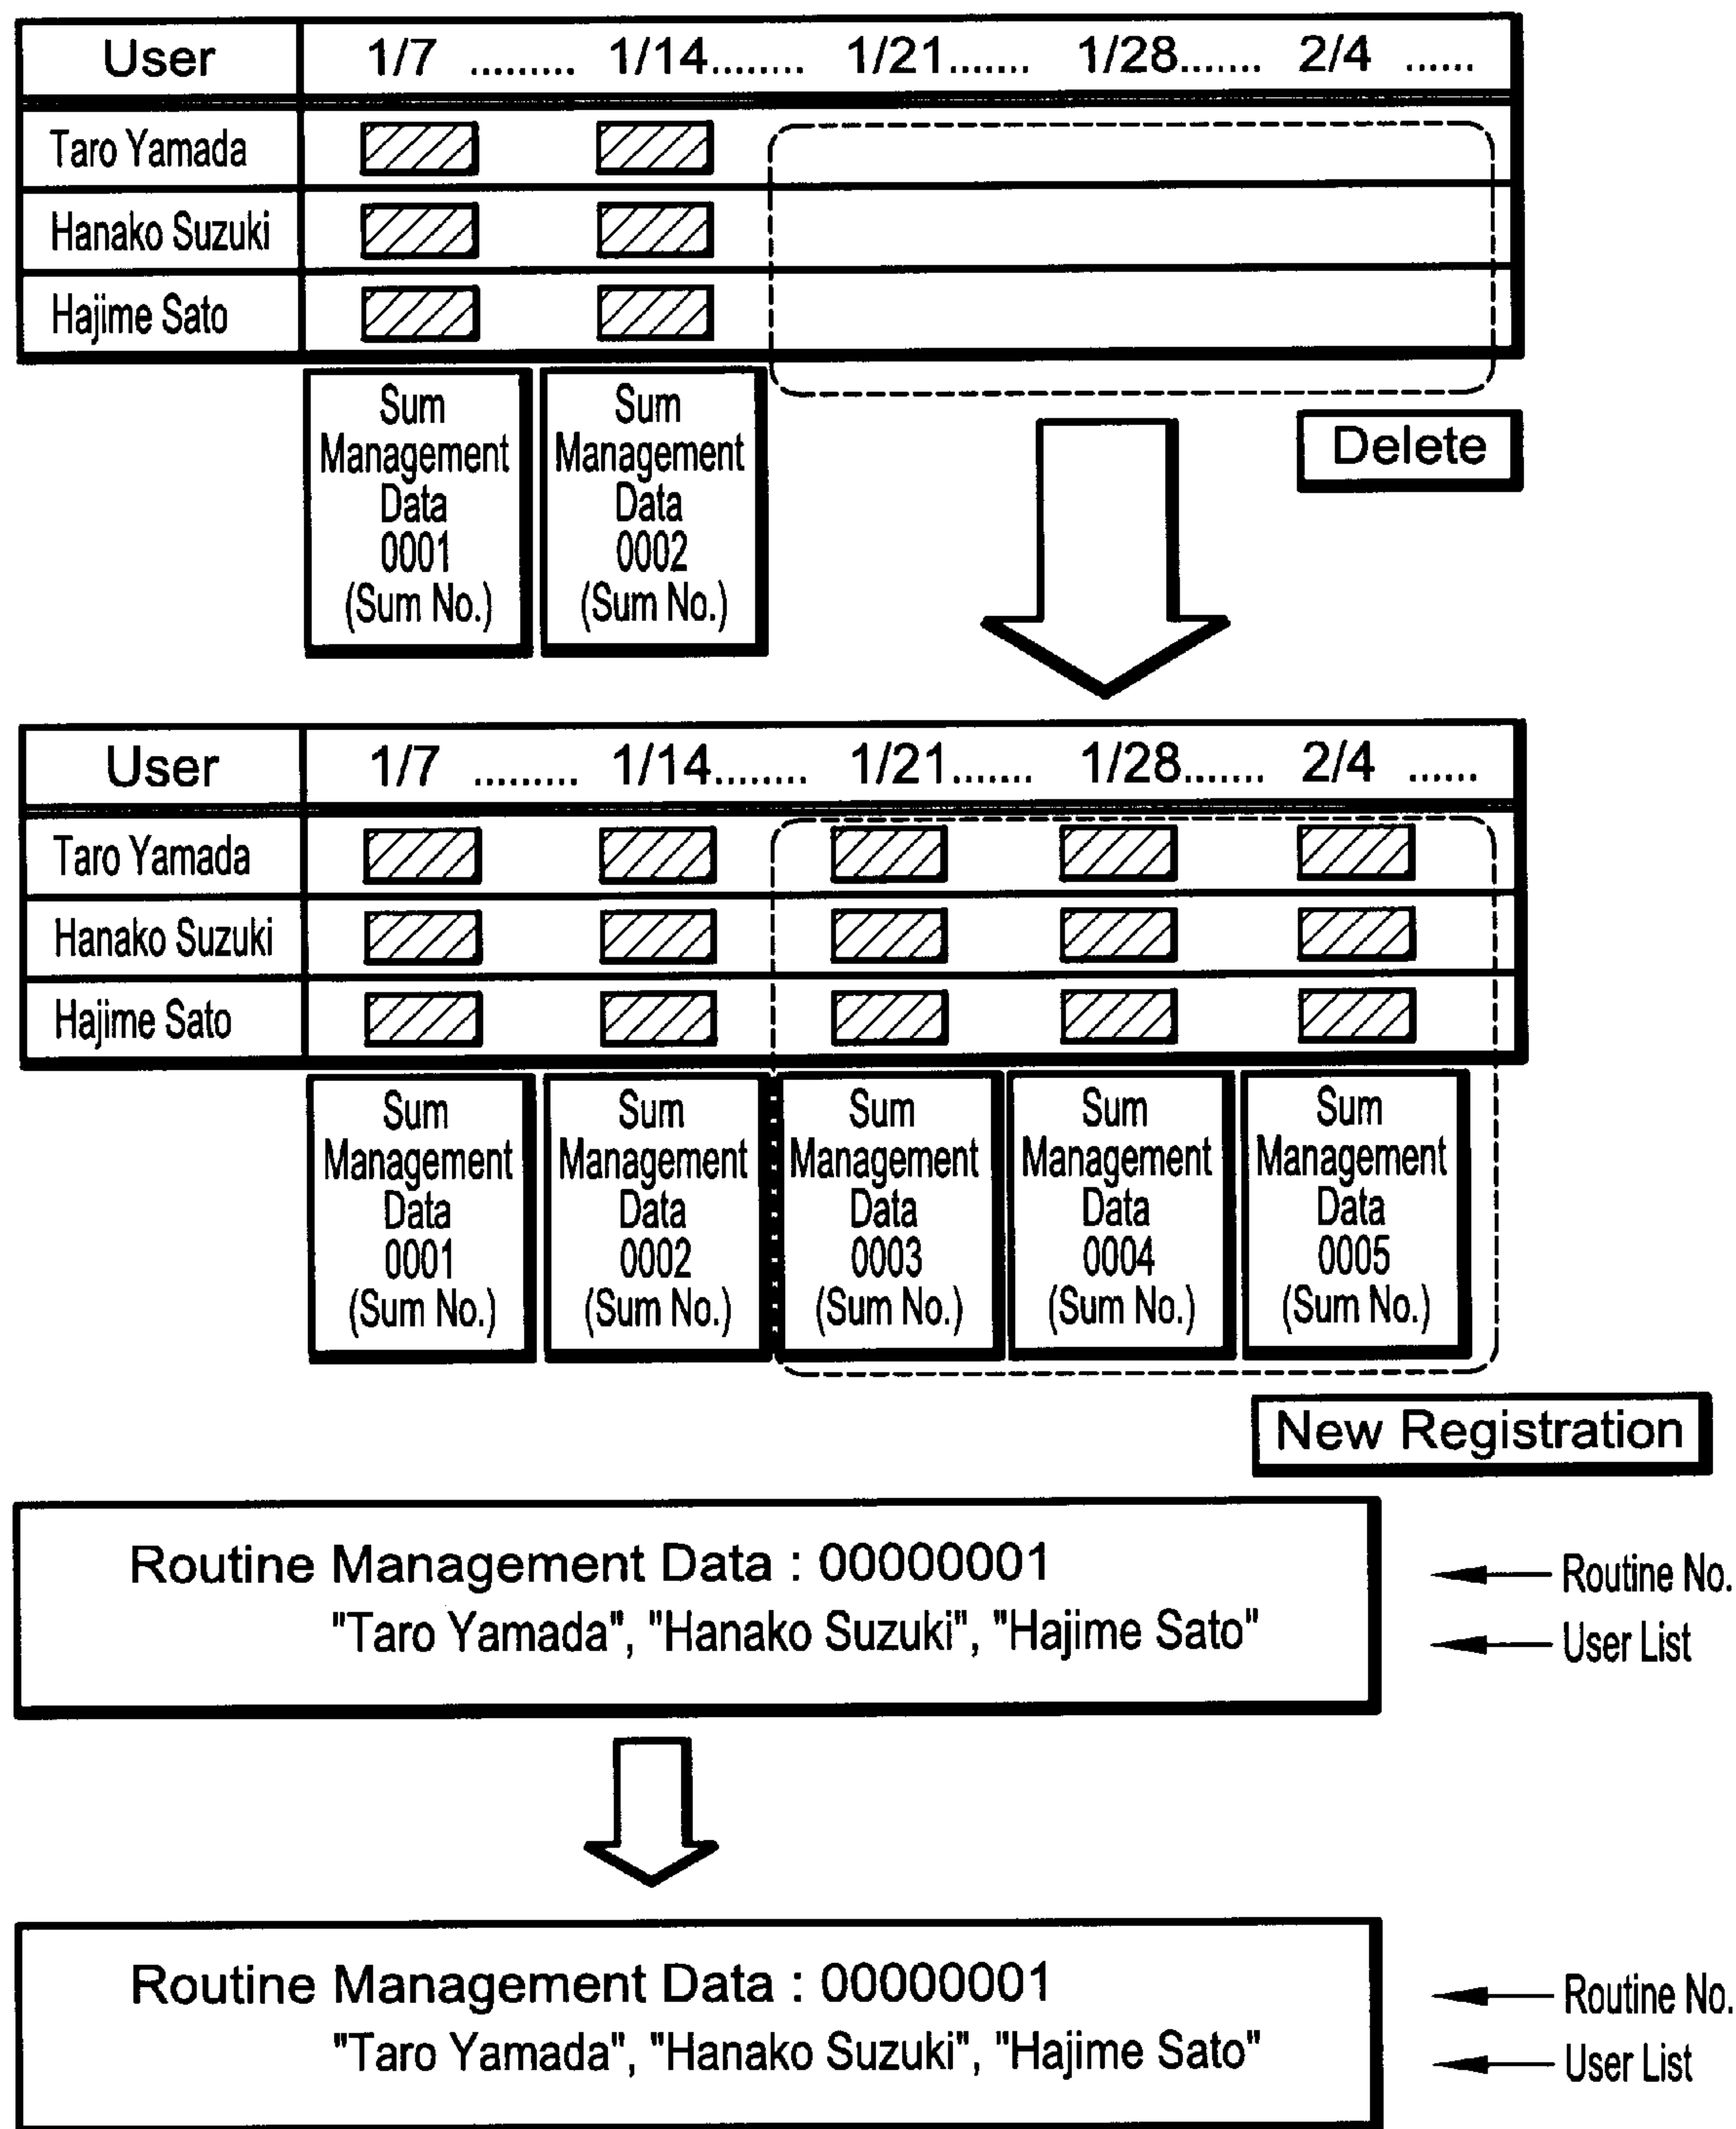 User 1/7 ......... 1/14........ 1/21....... 1/28....... 2/4 ......
Taro Yamada
Hanako Suzuki
Hajime Sato
Sum
Management
Data
0001
(Sum No.)
Sum
Management
Data
0002
(Sum No.)
Delete
User 1/7 ......... 1/14........ 1/21....... 1/28....... 2/4 ......
Taro Yamada
Hanako Suzuki
Hajime Sato
Sum
Management
Data
0001
(Sum No.)
Sum
Management
Data
0002
(Sum No.)
Sum
Management
Data
0003
(Sum No.)
Sum
Management
Data
0004
(Sum No.)
Sum
Management
Data
0005
(Sum No.)
New Registration
Routine Management Data : 00000001
Routine No.
"Taro Yamada", "Hanako Suzuki", "Hajime Sato"
User List
Routine Management Data : 00000001
Routine No.
"Taro Yamada", "Hanako Suzuki", "Hajime Sato"
User List